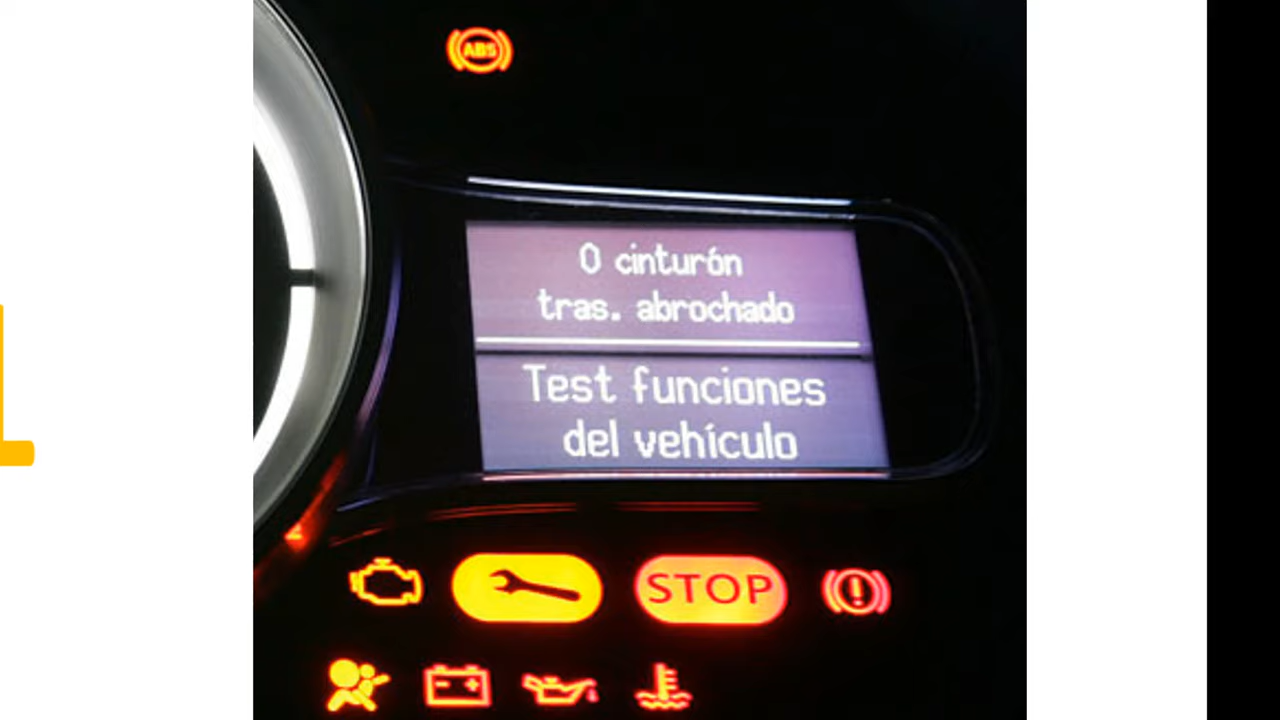 ABS
0 cinturón
tras. abrochado
Test funciones
del vehículo
STOP